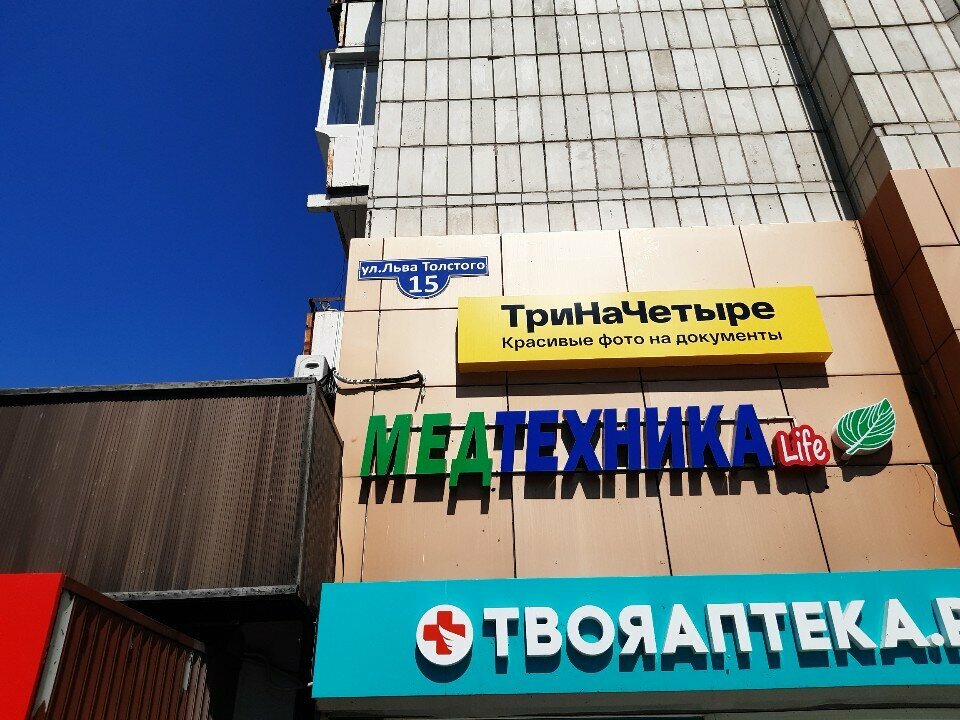 ул.Льва Толстого
15
ТриНаЧетыре
Красивые фото на документы
МЕДТЕХНИКА Life
ТВОЯАПТЕКА.